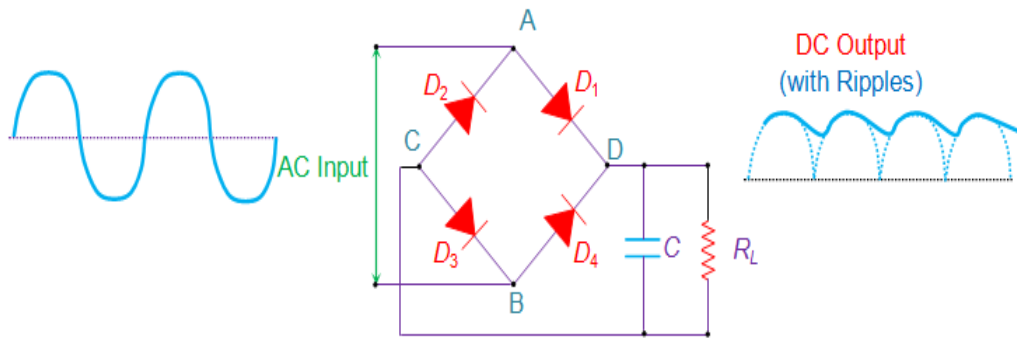 A
DC Output
(with Ripples)
D2
D1
C
D
AC Input
D3
D4
C
RL
B